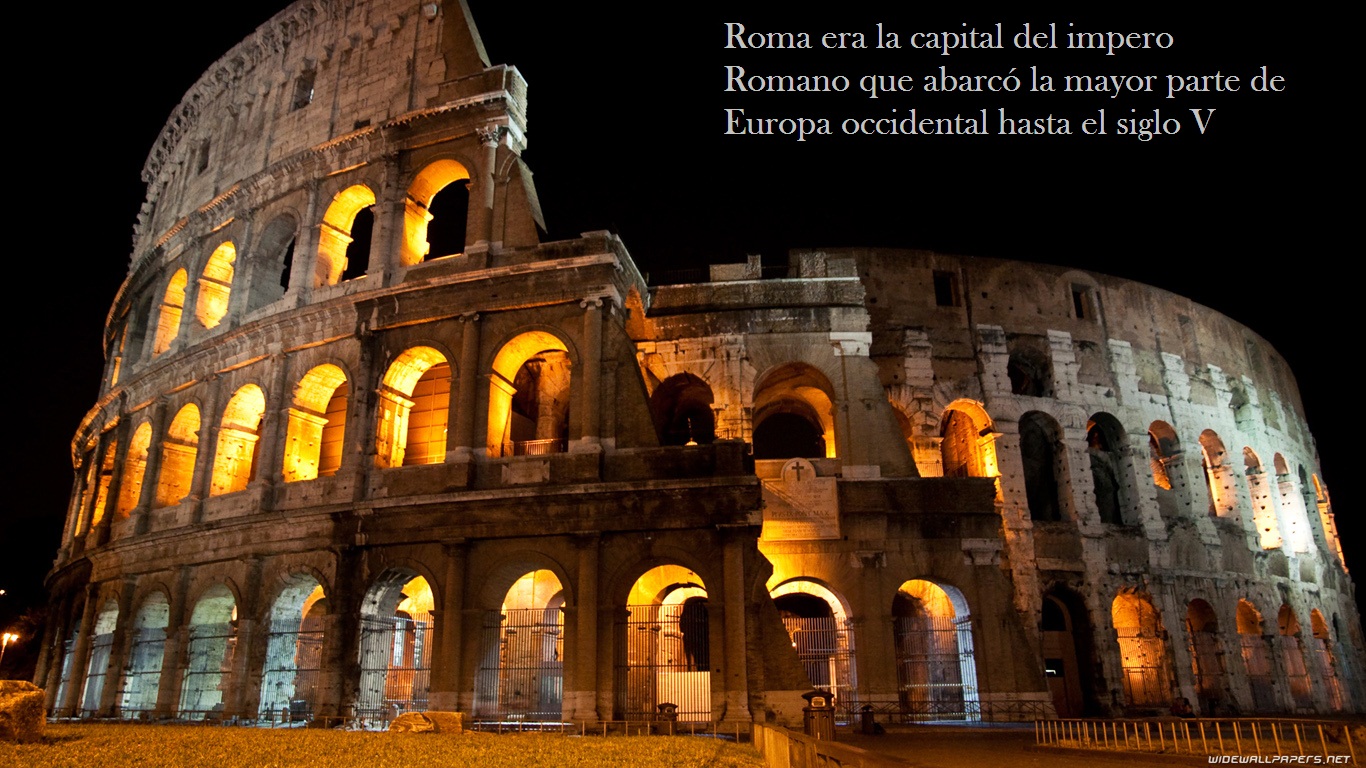 Roma era la capital del impero
Romano que abarcó la mayor parte de
Europa occidental hasta el siglo V
WIDEWALLPAPERS.NET